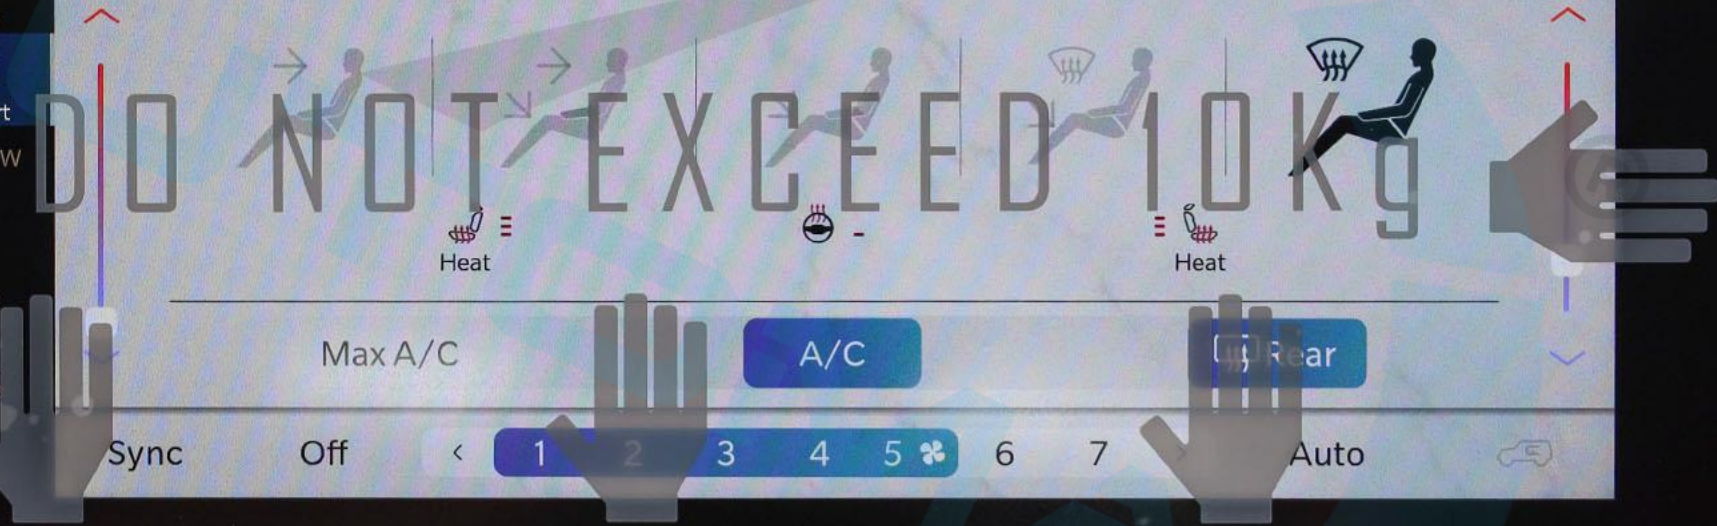 t
W
DO NOT EXCEED 10Kg
Heat
Heat
Max A/C
A/C
Rear
Sync
Off
<
1
2
3
4
5
6
7
>
Auto